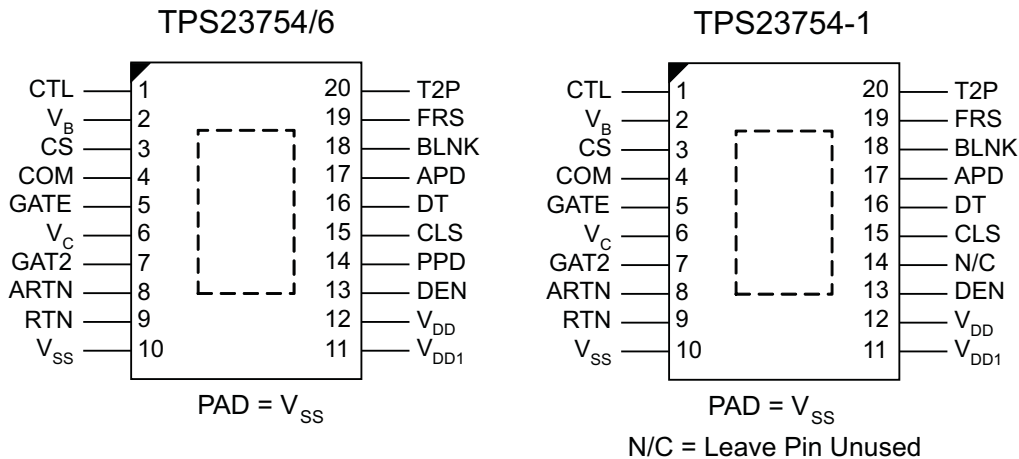 TPS23754/6
CTL 1 20 T2P
VB 2 19 FRS
CS 3 18 BLNK
COM 4 17 APD
GATE 5 16 DT
VC 6 15 CLS
GAT2 7 14 PPD
ARTN 8 13 DEN
RTN 9 12 VDD
VSS 10 11 VDD1
PAD = VSS
TPS23754-1
CTL 1 20 T2P
VB 2 19 FRS
CS 3 18 BLNK
COM 4 17 APD
GATE 5 16 DT
VC 6 15 CLS
GAT2 7 14 N/C
ARTN 8 13 DEN
RTN 9 12 VDD
VSS 10 11 VDD1
PAD = VSS
N/C = Leave Pin Unused